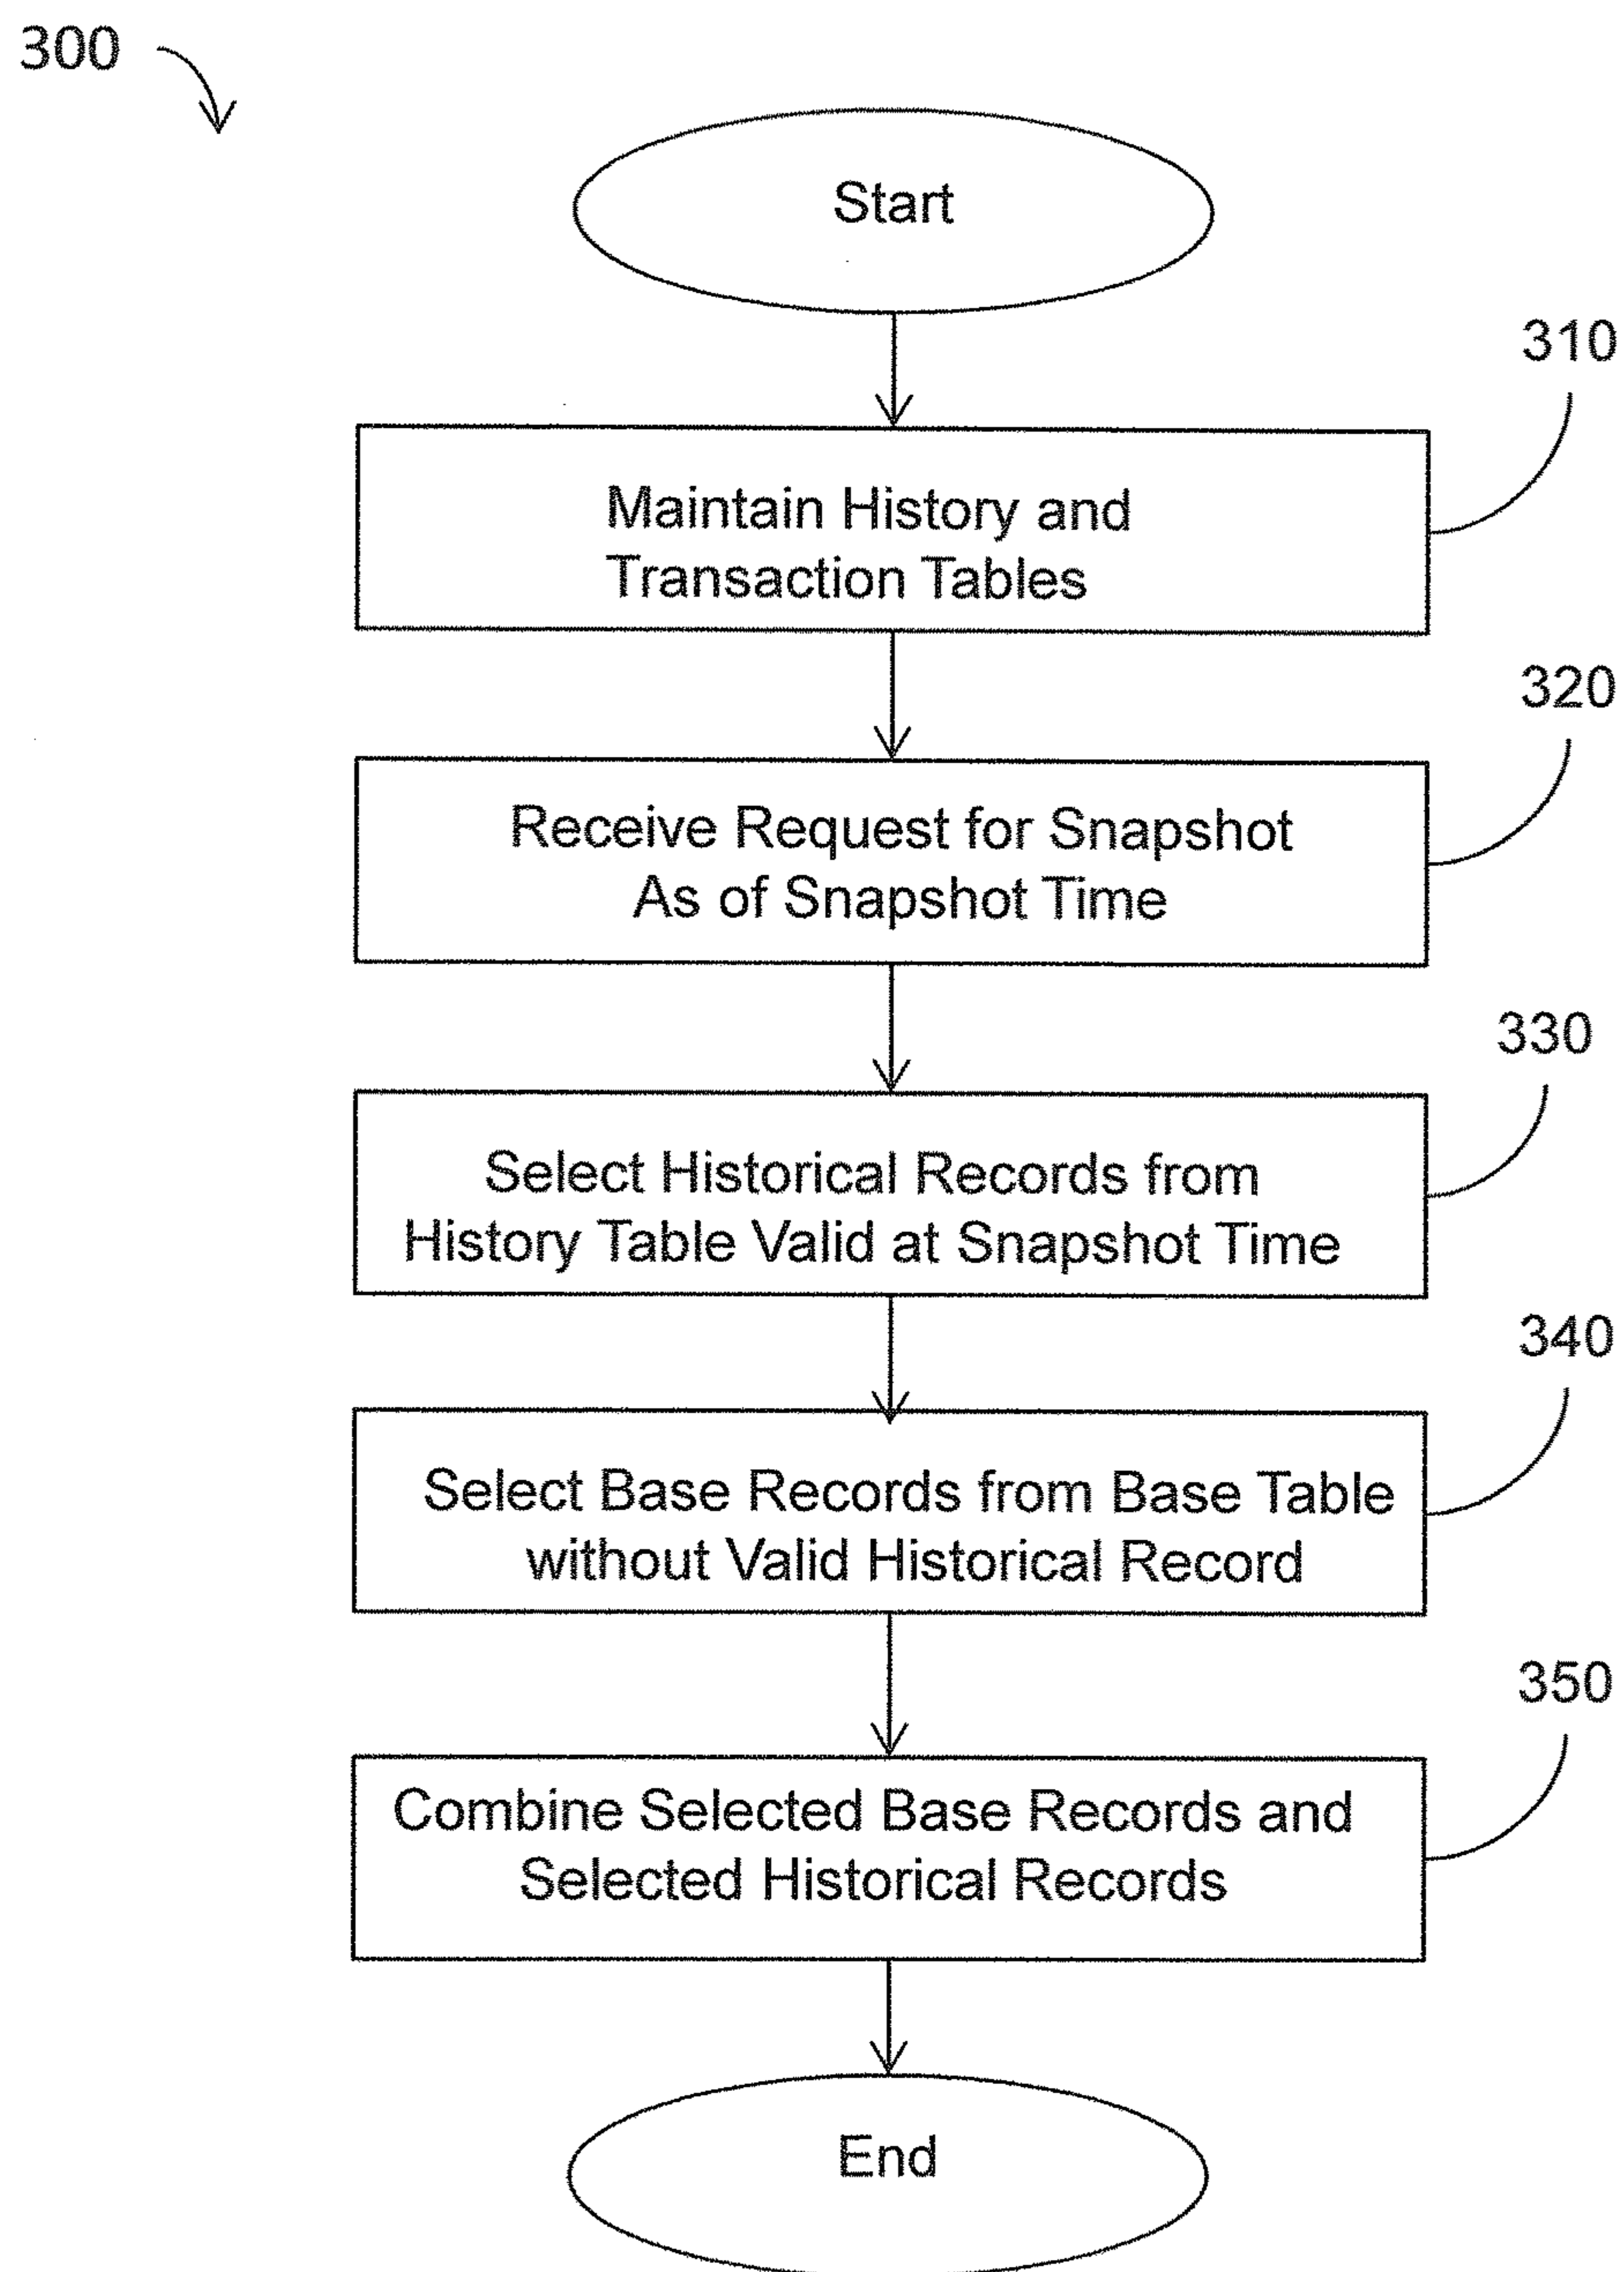 300
Start
310
Maintain History and
Transaction Tables
320
Receive Request for Snapshot
As of Snapshot Time
330
Select Historical Records from
History Table Valid at Snapshot Time
340
Select Base Records from Base Table
without Valid Historical Record
350
Combine Selected Base Records and
Selected Historical Records
End